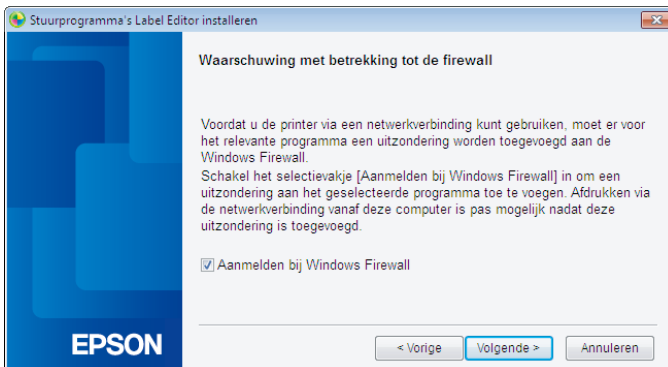 Stuurprogramma's Label Editor installeren
Waarschuwing met betrekking tot de firewall
Voordat u de printer via een netwerkverbinding kunt gebruiken, moet er voor
het relevante programma een uitzondering worden toegevoegd aan de
Windows Firewall.
Schakel het selectievakje [Aanmelden bij Windows Firewall] in om een
uitzondering aan het geselecteerde programma toe te voegen. Afdrukken via
de netwerkverbinding vanaf deze computer is pas mogelijk nadat deze
uitzondering is toegevoegd.
Aanmelden bij Windows Firewall
EPSON
< Vorige Volgende > Annuleren